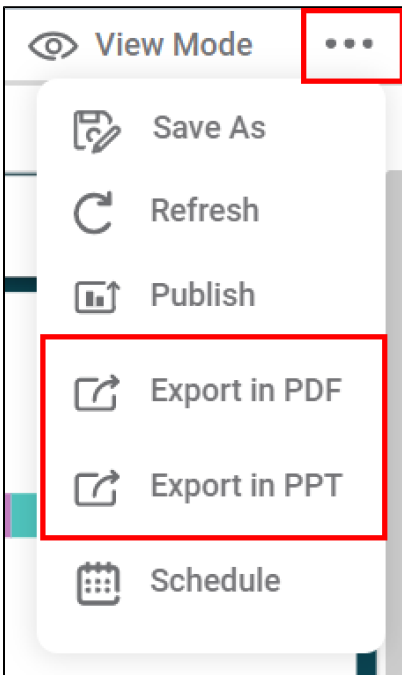 View Mode
Save As
Refresh
Publish
Export in PDF
Export in PPT
Schedule